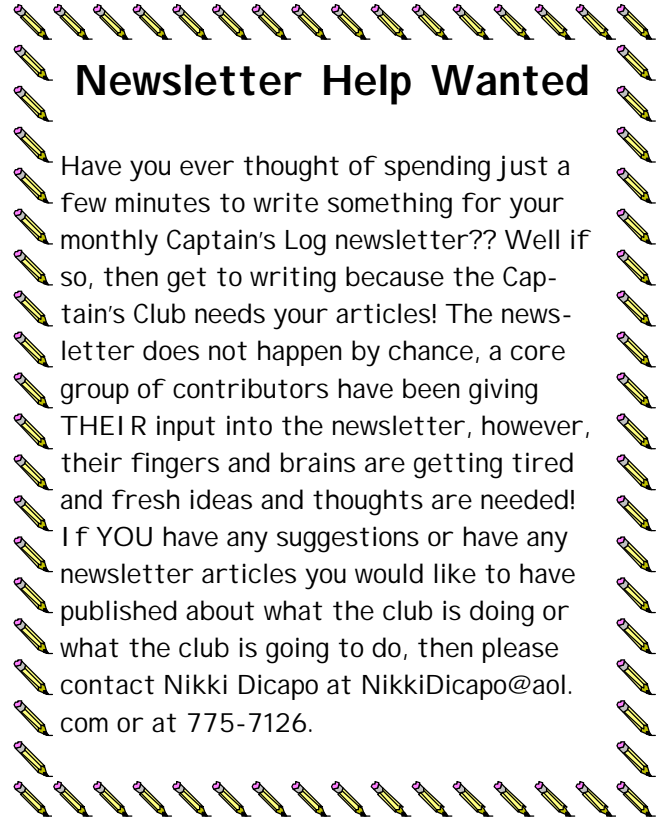 Newsletter Help Wanted
Have you ever thought of spending just a
few minutes to write something for your
monthly Captain's Log newsletter?? Well if
so, then get to writing because the Cap-
tain's Club needs your articles! The news-
letter does not happen by chance, a core
group of contributors have been giving
THEIR input into the newsletter, however,
their fingers and brains are getting tired
and fresh ideas and thoughts are needed!
If YOU have any suggestions or have any
newsletter articles you would like to have
published about what the club is doing or
what the club is going to do, then please
contact Nikki Dicapo at NikkiDicapo@aol.
com or at 775-7126.